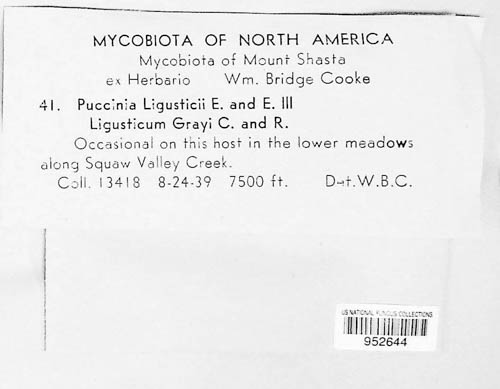 MYCOBIOTA OF NORTH AMERICA
Mycobiota of Mount Shasta
ex Herbario Wm. Bridge Cooke
41. Puccinia Ligusticii E. and E. III
Ligusticum Grayi C. and R.
Occasional on this host in the lower meadows
along Squaw Valley Creek.
Coll. 13418 8-24-39 7500 ft. Det. W.B.C.
US NATIONAL FUNGUS COLLECTIONS
952644